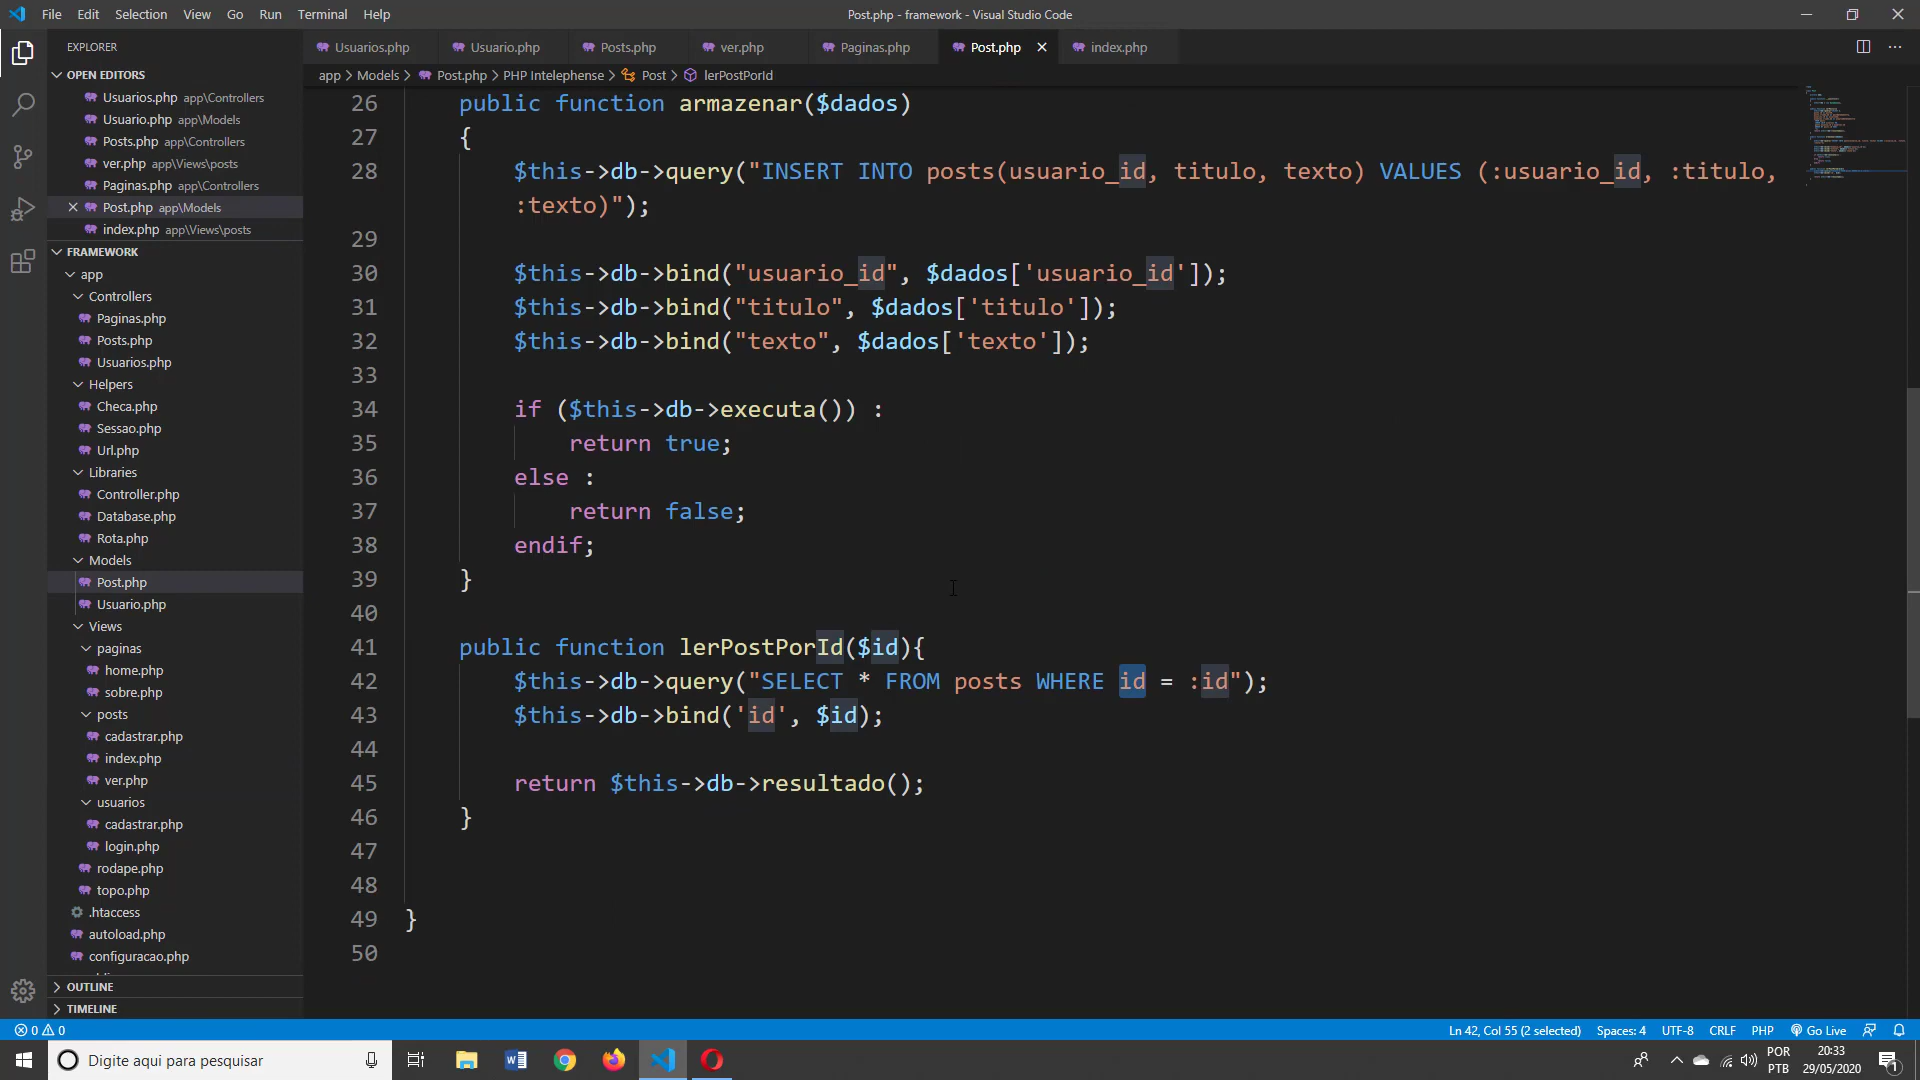 File Edit Selection View Go Run Terminal Help
Post.php - framework - Visual Studio Code
EXPLORER
Usuarios.php Usuario.php Posts.php ver.php Paginas.php Post.php index.php
app > Models > Post.php > PHP Intelephense > Post > lerPostPorId
OPEN EDITORS
Usuarios.php app\Controllers
Usuario.php app\Models
Posts.php app\Controllers
ver.php app\Views\posts
Paginas.php app\Controllers
Post.php app\Models
index.php app\Views\posts
FRAMEWORK
app
Controllers
Paginas.php
Posts.php
Usuarios.php
Helpers
Checa.php
Sessao.php
Url.php
Libraries
Controller.php
Database.php
Rota.php
Models
Post.php
Usuario.php
Views
paginas
home.php
sobre.php
posts
cadastrar.php
index.php
ver.php
usuarios
cadastrar.php
login.php
rodape.php
topo.php
.htaccess
autoload.php
configuracao.php
OUTLINE
TIMELINE
26 public function armazenar($dados)
27 {
28 $this->db->query("INSERT INTO posts(usuario_id, titulo, texto) VALUES (:usuario_id, :titulo,
:texto)");
29
30 $this->db->bind("usuario_id", $dados['usuario_id']);
31 $this->db->bind("titulo", $dados['titulo']);
32 $this->db->bind("texto", $dados['texto']);
33
34 if ($this->db->executa()) :
35 return true;
36 else :
37 return false;
38 endif;
39 }
40
41 public function lerPostPorId($id){
42 $this->db->query("SELECT * FROM posts WHERE id = :id");
43 $this->db->bind('id', $id);
44
45 return $this->db->resultado();
46 }
47
48
49 }
50
0 0
Ln 42, Col 55 (2 selected) Spaces: 4 UTF-8 CRLF PHP Go Live
Digite aqui para pesquisar
POR
PTB
20:33
29/05/2020
1